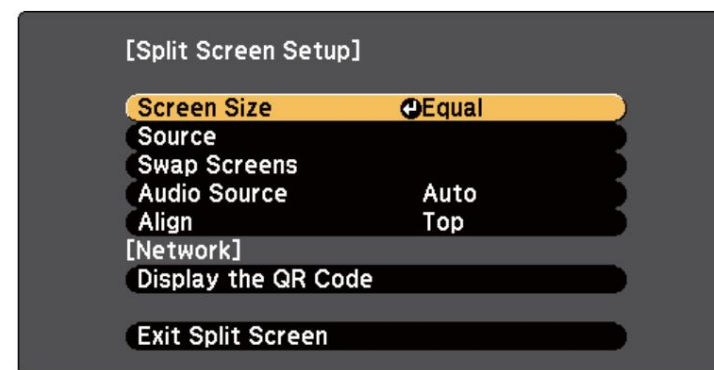 [Split Screen Setup]
Screen Size Equal
Source
Swap Screens
Audio Source Auto
Align Top
[Network]
Display the QR Code
Exit Split Screen